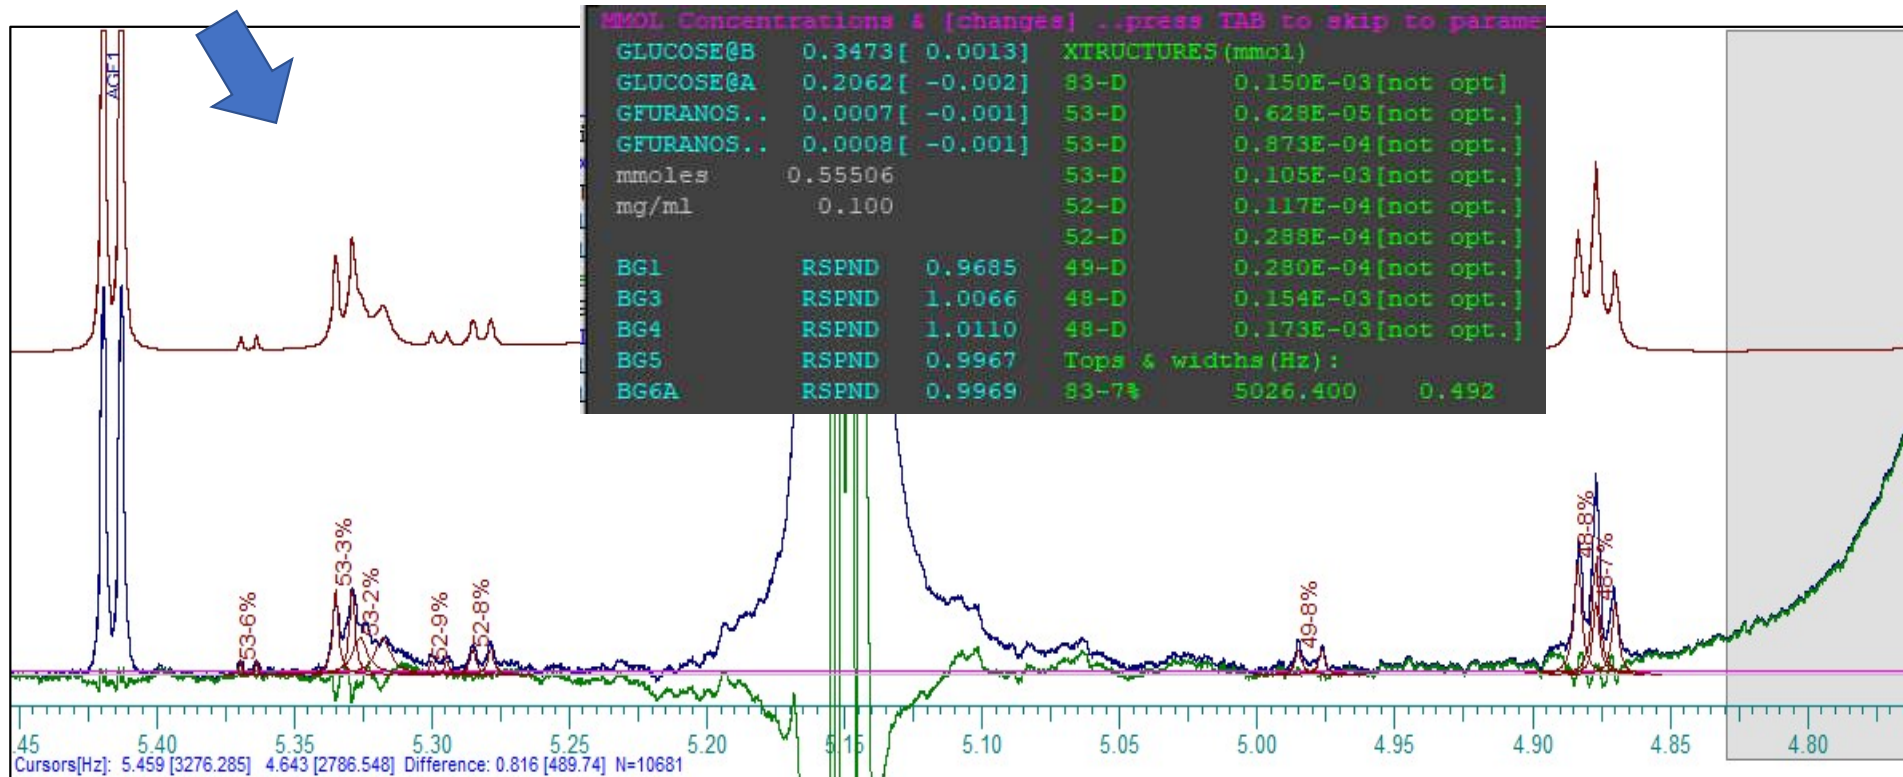 MMOL Concentrations & [changes] ..press TAB to skip to parame
GLUCOSE@B 0.3473[ 0.0013] XTRUCTURES(mmol)
GLUCOSE@A 0.2062[ -0.002] 83-D 0.150E-03[not opt]
GFURANOS.. 0.0007[ -0.001] 53-D 0.628E-05[not opt.]
GFURANOS.. 0.0008[ -0.001] 53-D 0.873E-04[not opt.]
mmoles 0.55506 53-D 0.105E-03[not opt.]
mg/ml 0.100 52-D 0.117E-04[not opt.]
52-D 0.288E-04[not opt.]
BG1 RSPND 0.9685 49-D 0.280E-04[not opt.]
BG3 RSPND 1.0066 48-D 0.154E-03[not opt.]
BG4 RSPND 1.0110 48-D 0.173E-03[not opt.]
BG5 RSPND 0.9967 Tops & widths(Hz):
BG6A RSPND 0.9969 83-7% 5026.400 0.492
AGF1
53-6%
53-3%
53-2%
52-9%
52-8%
49-8%
48-8%
48-7%
.45 5.40 5.35 5.30 5.25 5.20 5.15 5.10 5.05 5.00 4.95 4.90 4.85 4.80
Cursors[Hz]: 5.459 [3276.285] 4.643 [2786.548] Difference: 0.816 [489.74] N=10681